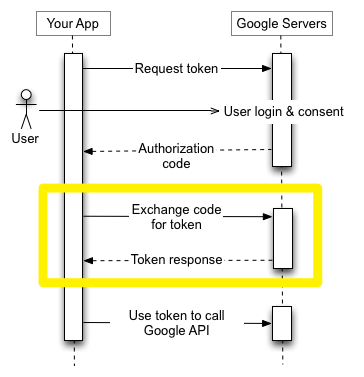 Your App
Google Servers
Request token
User login & consent
User
Authorization
code
Exchange code
for token
Token response
Use token to call
Google API